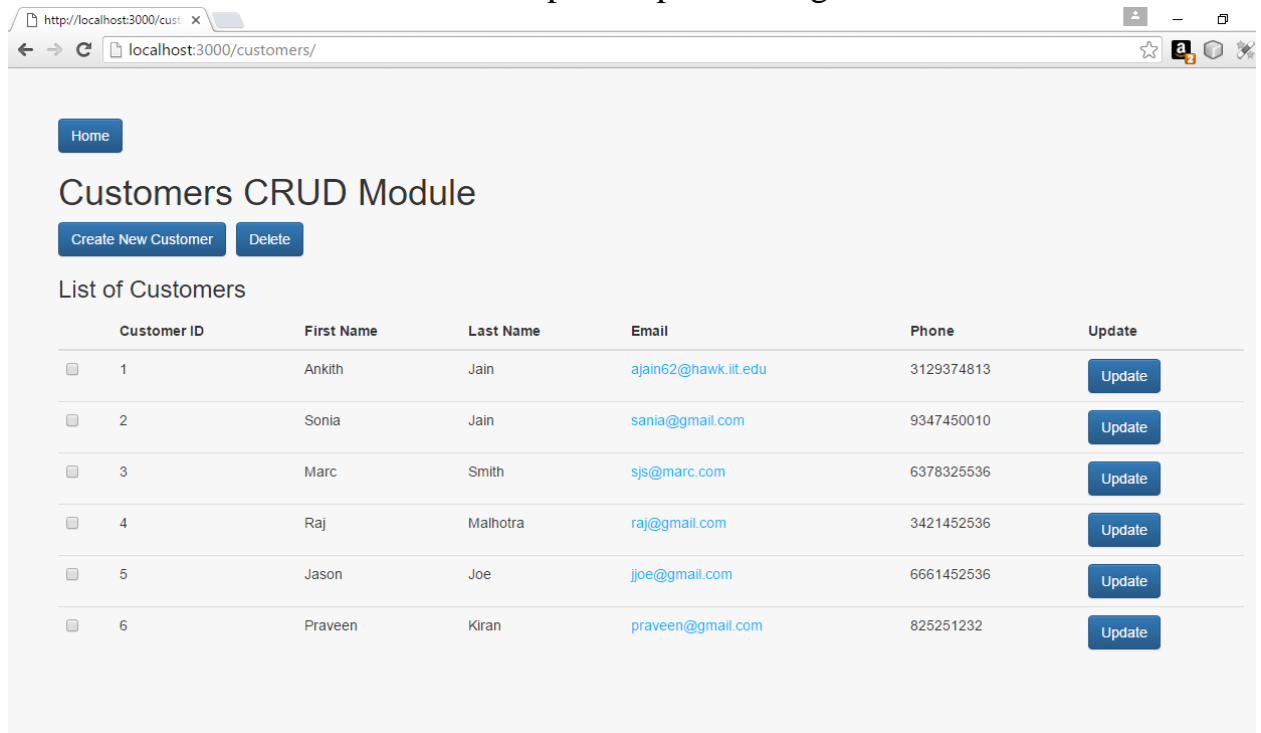 http://localhost:3000/cust
localhost:3000/customers/
Home
Customers CRUD Module
Create New Customer Delete
List of Customers
Customer ID First Name Last Name Email Phone Update
1 Ankith Jain ajain62@hawk.iit.edu 3129374813 Update
2 Sonia Jain sania@gmail.com 9347450010 Update
3 Marc Smith sjs@marc.com 6378325536 Update
4 Raj Malhotra raj@gmail.com 3421452536 Update
5 Jason Joe jjoe@gmail.com 6661452536 Update
6 Praveen Kiran praveen@gmail.com 825251232 Update